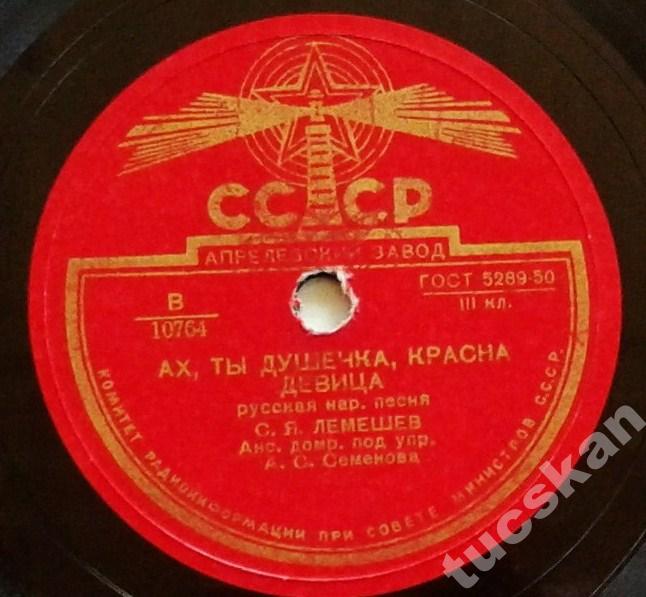 СССР
АПРЕЛЕВСКИЙ ЗАВОД
ГОСТ 5289-50
III кл.
В
10764
АХ, ТЫ ДУШЕЧКА, КРАСНА
ДЕВИЦА
русская нар. песня
С. Я. ЛЕМЕШЕВ
Анс. домр. под упр.
А. С. Семенова
КОМИТЕТ РАДИОИНФОРМАЦИИ ПРИ СОВЕТЕ МИНИСТРОВ С.С.С.Р.
tucskan